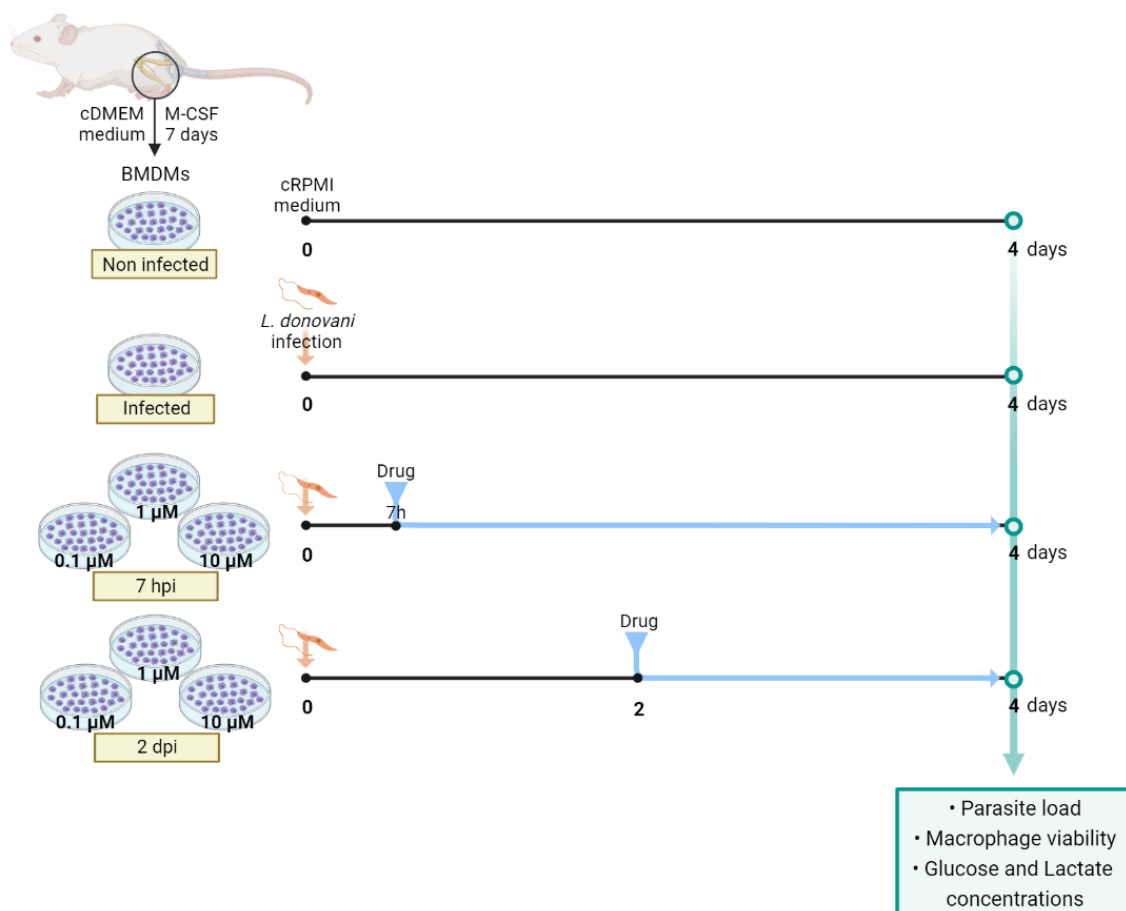 cDMEM M-CSF
medium 7 days
BMDMs
cRPMI
medium
0
4 days
Non infected
L. donovani
infection
0
4 days
Infected
Drug
7h
1 µM
0.1 µM 10 µM
0
4 days
7 hpi
Drug
1 µM
0.1 µM 10 µM
0
2
4 days
2 dpi
• Parasite load
• Macrophage viability
• Glucose and Lactate
concentrations